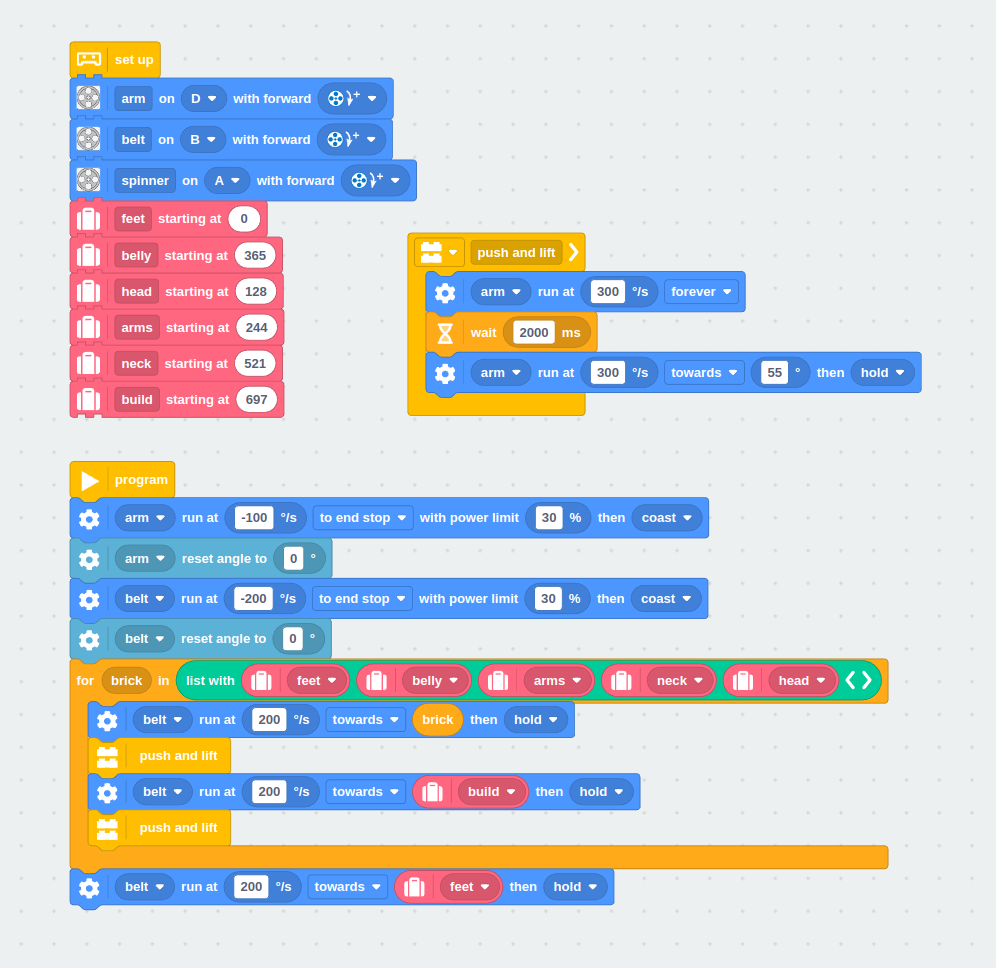 set up
arm on D with forward +
belt on B with forward +
spinner on A with forward +
feet starting at 0
belly starting at 365
head starting at 128
arms starting at 244
neck starting at 521
build starting at 697
push and lift
arm run at 300 °/s forever
wait 2000 ms
arm run at 300 °/s towards 55 ° then hold
program
arm run at -100 °/s to end stop with power limit 30 % then coast
arm reset angle to 0 °
belt run at -200 °/s to end stop with power limit 30 % then coast
belt reset angle to 0 °
for brick in list with feet belly arms neck head
belt run at 200 °/s towards brick then hold
push and lift
belt run at 200 °/s towards build then hold
push and lift
belt run at 200 °/s towards feet then hold